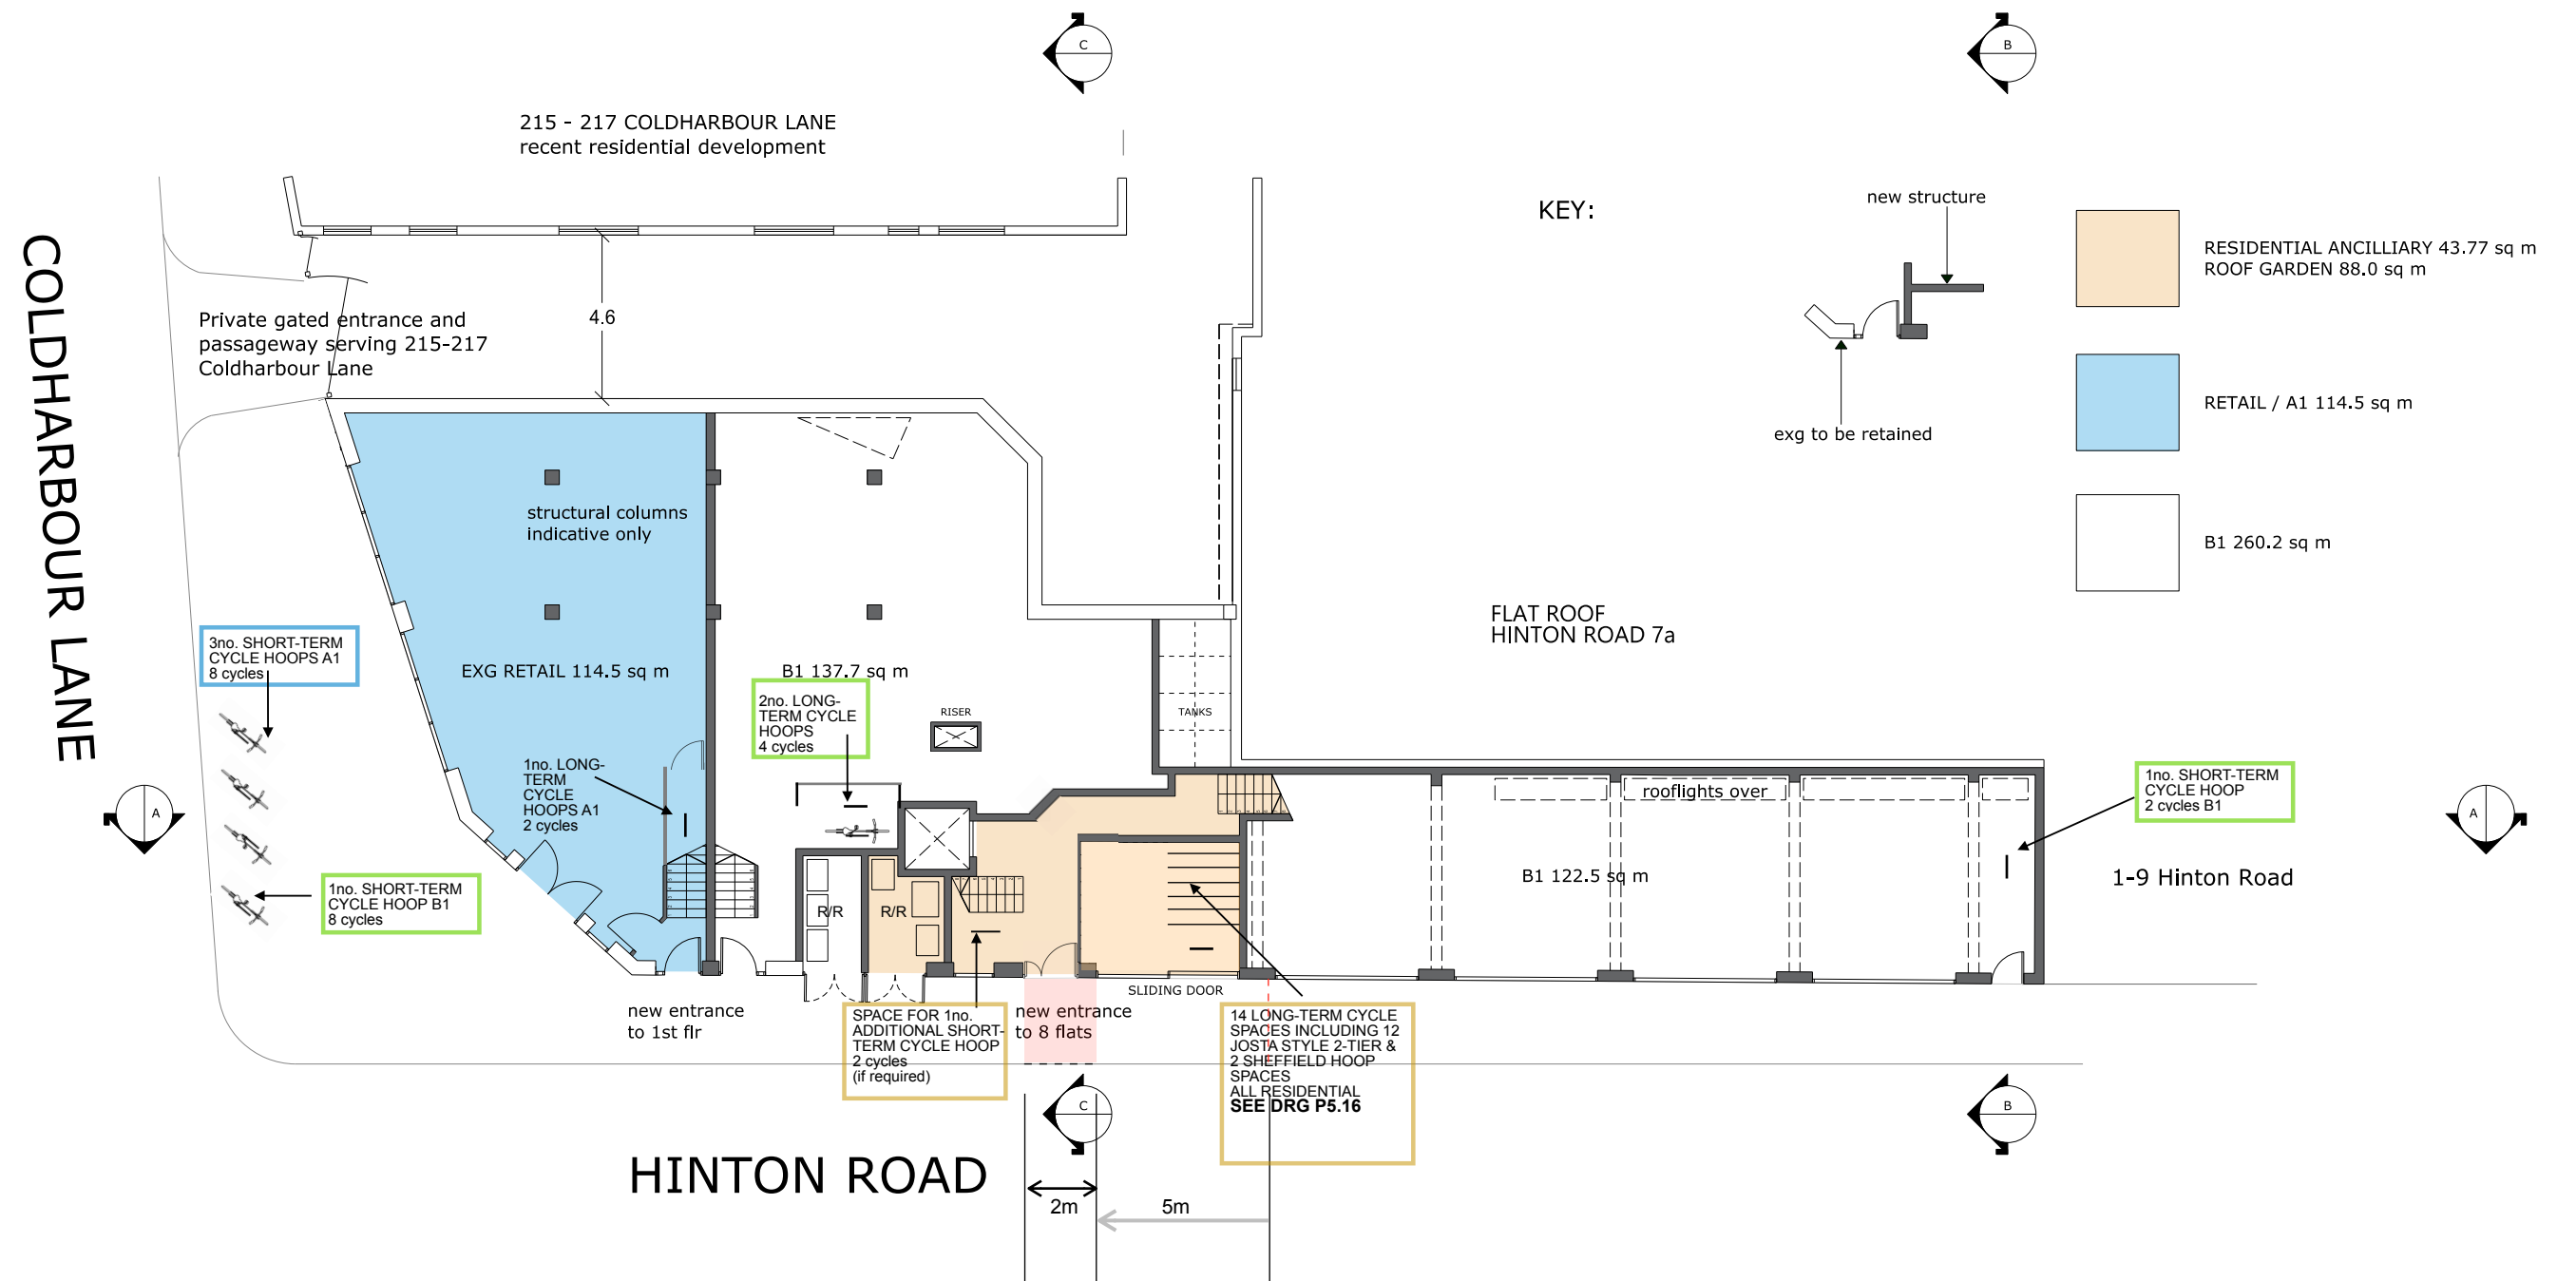 C
B
215 - 217 COLDHARBOUR LANE
recent residential development
KEY:
new structure
RESIDENTIAL ANCILLIARY 43.77 sq m
ROOF GARDEN 88.0 sq m
COLDHARBOUR LANE
Private gated entrance and
passageway serving 215-217
Coldharbour Lane
4.6
RETAIL / A1 114.5 sq m
exg to be retained
structural columns
indicative only
B1 260.2 sq m
FLAT ROOF
HINTON ROAD 7a
3no. SHORT-TERM
CYCLE HOOPS A1
8 cycles
EXG RETAIL 114.5 sq m
B1 137.7 sq m
2no. LONG-
TERM CYCLE
HOOPS
4 cycles
RISER
TANKS
1no. LONG-
TERM
CYCLE
HOOPS A1
2 cycles
rooflights over
1no. SHORT-TERM
CYCLE HOOP
2 cycles B1
A
A
1no. SHORT-TERM
CYCLE HOOP B1
8 cycles
R/R
R/R
B1 122.5 sq m
1-9 Hinton Road
SLIDING DOOR
new entrance
to 1st flr
SPACE FOR 1no.
ADDITIONAL SHORT-
TERM CYCLE HOOP
2 cycles
(if required)
new entrance
to 8 flats
14 LONG-TERM CYCLE
SPACES INCLUDING 12
JOSTA STYLE 2-TIER &
2 SHEFFIELD HOOP
SPACES
ALL RESIDENTIAL
SEE DRG P5.16
C
B
HINTON ROAD
2m
5m